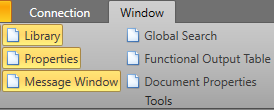 Connection Window
Library Global Search
Properties Functional Output Table
Message Window Document Properties
Tools